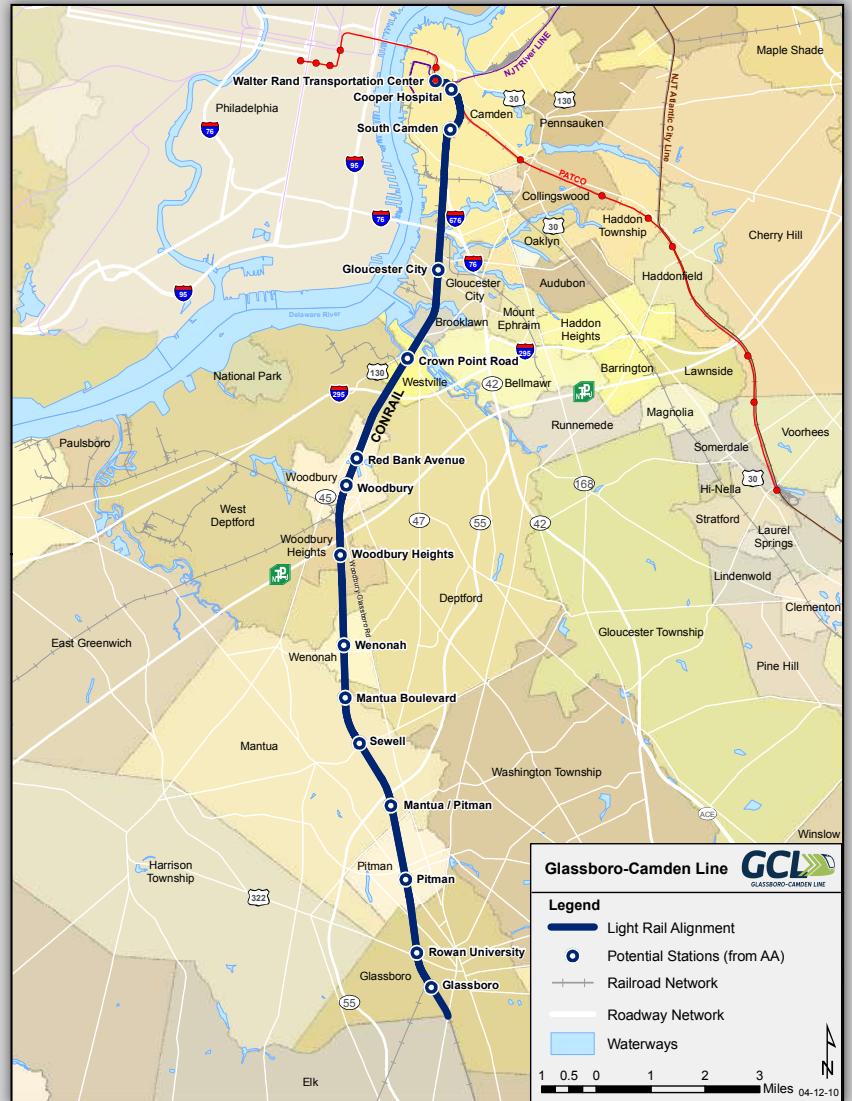 Maple Shade
NJT River LINE
NJT Atlantic City Line
Walter Rand Transportation Center
Cooper Hospital
Philadelphia
30
130
Camden
Pennsauken
76
South Camden
95
PATCO
Collingswood
76
676
30
Haddon
Township
Cherry Hill
Oaklyn
Gloucester City
76
Haddonfield
95
Gloucester
City
Audubon
Delaware River
Brooklawn
Mount
Ephraim
Haddon
Heights
295
Crown Point Road
130
Westville
42
Bellmawr
Barrington
Lawnside
National Park
295
NJ TP
CONRAIL
Magnolia
Runnemede
Voorhees
Paulsboro
Somerdale
Red Bank Avenue
Woodbury
Woodbury
45
30
168
Hi-Nella
West
Deptford
47
55
42
Stratford
Laurel
Springs
Woodbury
Heights
Woodbury Heights
NJ TP
Woodbury Glassboro Rd
Lindenwold
Deptford
Clementon
East Greenwich
Gloucester Township
Wenonah
Wenonah
Pine Hill
Mantua Boulevard
Mantua
Sewell
Washington Township
Mantua / Pitman
ACE
Winslow
Harrison
Township
Pitman
Pitman
322
Rowan University
Glassboro
Glassboro
55
Elk
Glassboro-Camden Line
GCL
GLASSBORO-CAMDEN LINE
Legend
Light Rail Alignment
Potential Stations (from AA)
Railroad Network
Roadway Network
Waterways
N
1 0.5 0 1 2 3
Miles
04-12-10